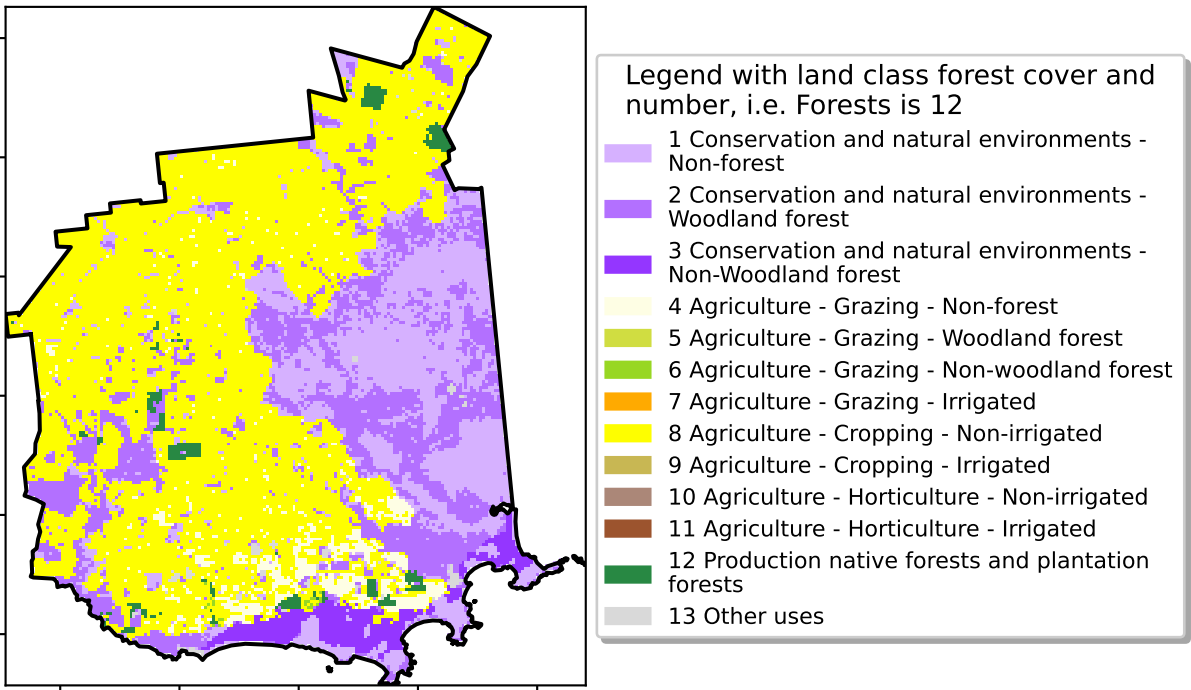 Legend with land class forest cover and
number, i.e. Forests is 12
1 Conservation and natural environments -
Non-forest
2 Conservation and natural environments -
Woodland forest
3 Conservation and natural environments -
Non-Woodland forest
4 Agriculture - Grazing - Non-forest
5 Agriculture - Grazing - Woodland forest
6 Agriculture - Grazing - Non-woodland forest
7 Agriculture - Grazing - Irrigated
8 Agriculture - Cropping - Non-irrigated
9 Agriculture - Cropping - Irrigated
10 Agriculture - Horticulture - Non-irrigated
11 Agriculture - Horticulture - Irrigated
12 Production native forests and plantation
forests
13 Other uses